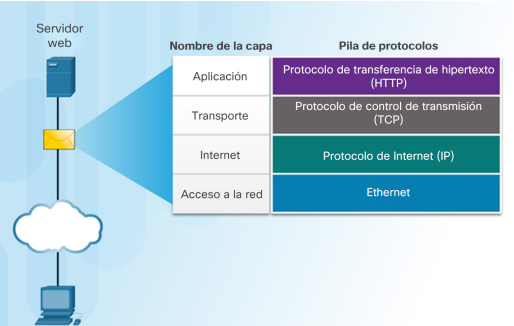 Servidor
web
Nombre de la capa
Pila de protocolos
Aplicación
Protocolo de transferencia de hipertexto
(HTTP)
Transporte
Protocolo de control de transmisión
(TCP)
Internet
Protocolo de Internet (IP)
Acceso a la red
Ethernet